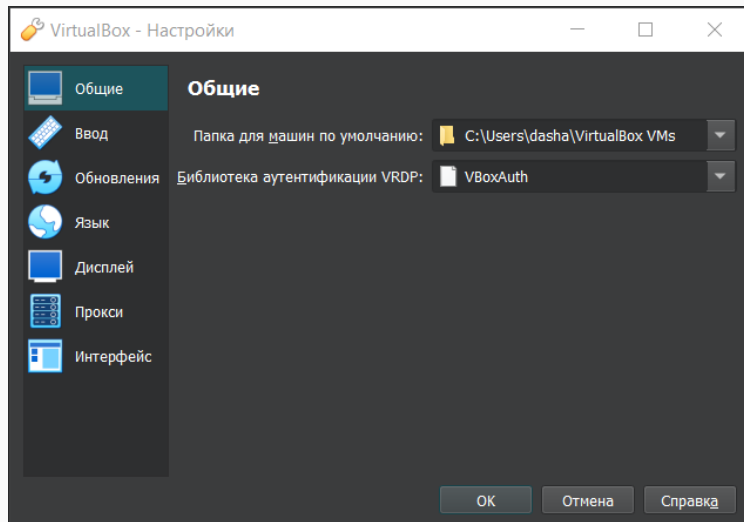 VirtualBox - Настройки
Общие
Ввод
Обновления
Язык
Дисплей
Прокси
Интерфейс
Общие
Папка для машин по умолчанию: C:\Users\dasha\VirtualBox VMs
Библиотека аутентификации VRDP: VBoxAuth
OK Отмена Справка